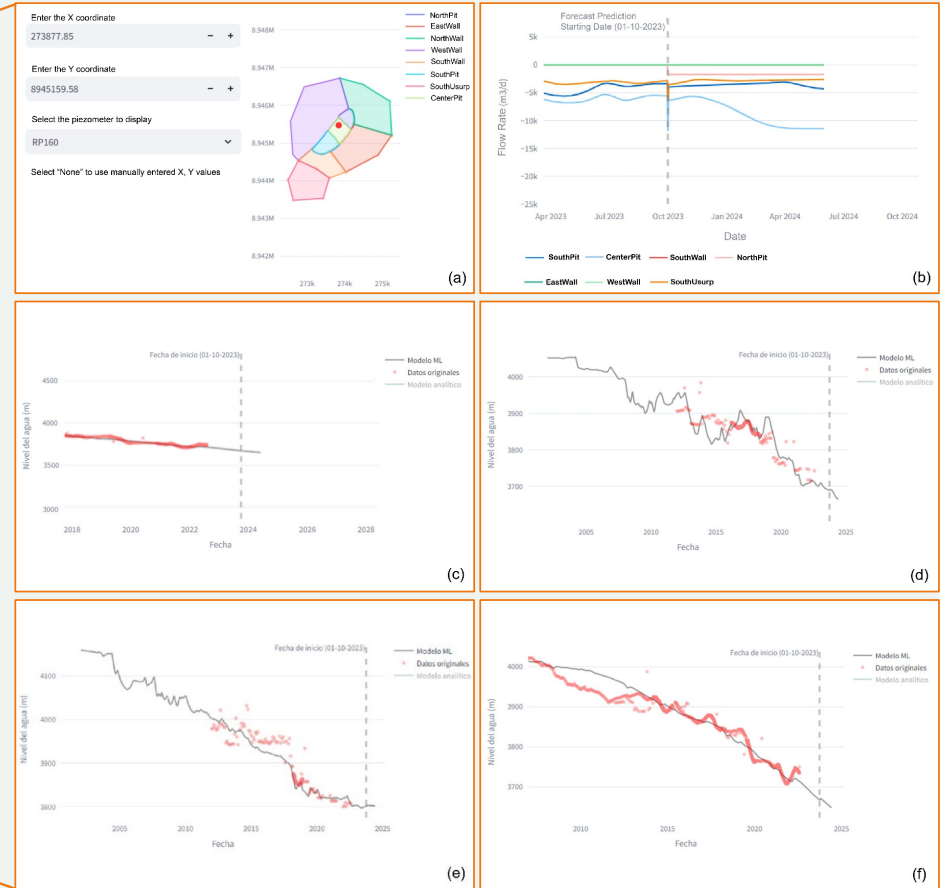 Enter the X coordinate
273877.85
− +
Enter the Y coordinate
8945159.58
− +
Select the piezometer to display
RP160
Select “None” to use manually entered X, Y values
8.948M
8.947M
8.946M
8.945M
8.944M
8.943M
8.942M
273k 274k 275k
NorthPit
EastWall
NorthWall
WestWall
SouthWall
SouthPit
SouthUsurp
CenterPit
(a)
Forecast Prediction
Starting Date (01-10-2023)
Flow Rate (m3/d)
5k
0
−5k
−10k
−15k
−20k
−25k
Apr 2023 Jul 2023 Oct 2023 Jan 2024 Apr 2024 Jul 2024 Oct 2024
Date
SouthPit CenterPit SouthWall NorthPit
EastWall WestWall SouthUsurp
(b)
Fecha de inicio (01-10-2023)
Modelo ML
Datos originales
Modelo analítico
Nivel del agua (m)
4500
4000
3500
3000
2018 2020 2022 2024 2026 2028
Fecha
(c)
Fecha de inicio (01-10-2023)
Modelo ML
Datos originales
Modelo analítico
Nivel del agua (m)
4000
3900
3800
3700
2005 2010 2015 2020 2025
Fecha
(d)
Fecha de inicio (01-10-2023)
Modelo ML
Datos originales
Modelo analítico
Nivel del agua (m)
4100
4000
3900
3800
2005 2010 2015 2020 2025
Fecha
(e)
Fecha de inicio (01-10-2023)
Modelo ML
Datos originales
Modelo analítico
Nivel del agua (m)
4000
3900
3800
3700
2010 2015 2020 2025
Fecha
(f)